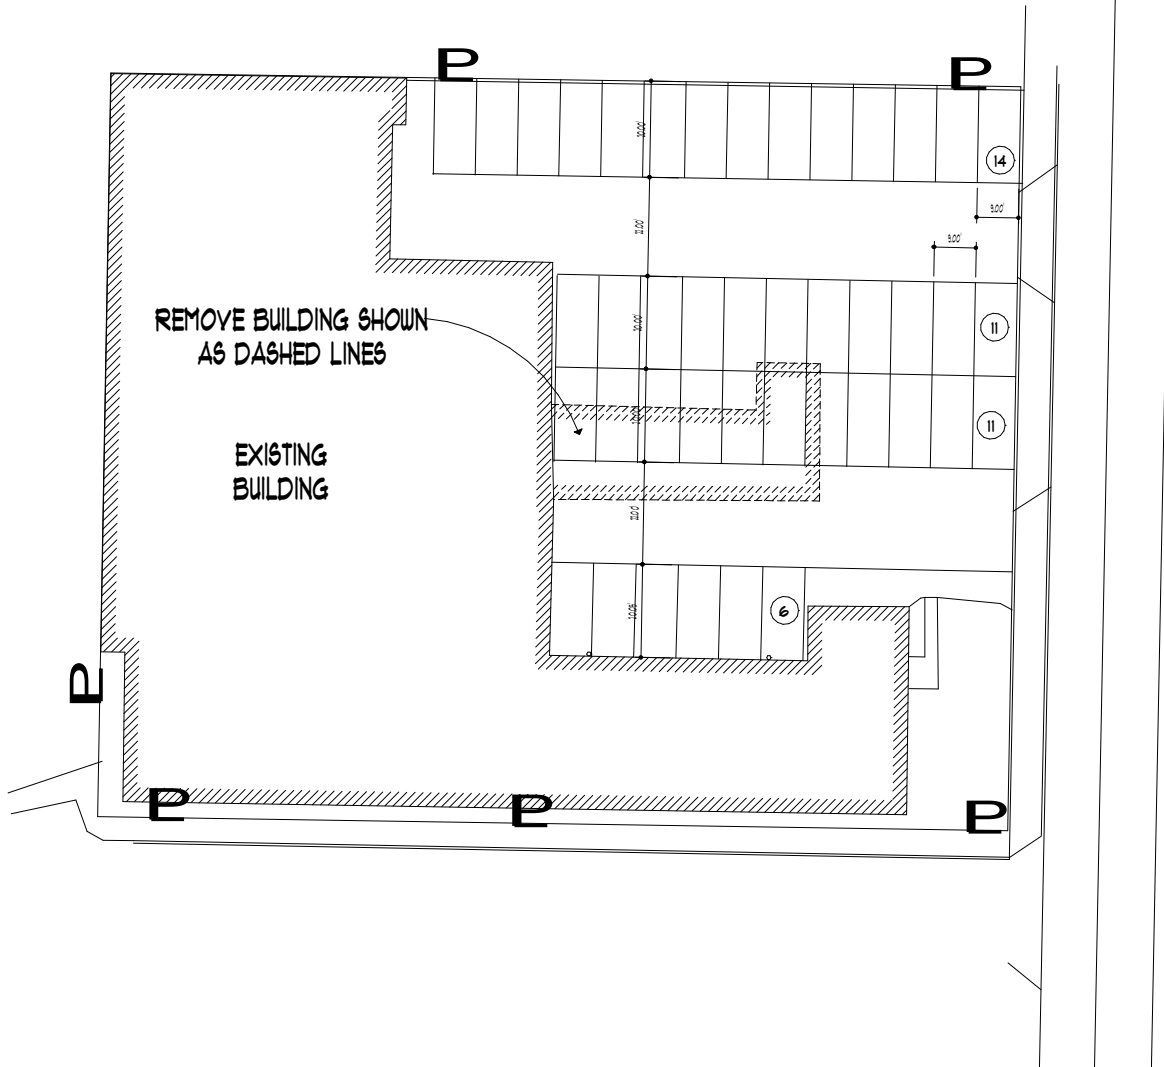 P
P
14
9.00'
9.00'
REMOVE BUILDING SHOWN
AS DASHED LINES
11
11
EXISTING
BUILDING
6
P
P
P
P